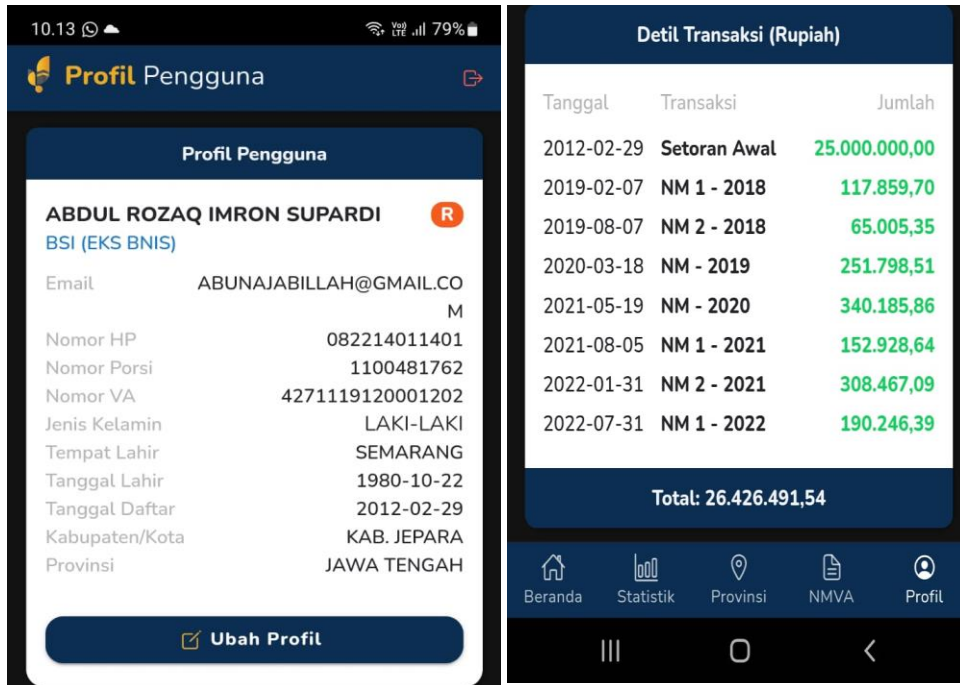 10.13 79%
Profil Pengguna
Profil Pengguna
ABDUL ROZAQ IMRON SUPARDI R
BSI (EKS BNIS)
Email ABUNAJABILLAH@GMAIL.CO
M
Nomor HP 082214011401
Nomor Porsi 1100481762
Nomor VA 4271119120001202
Jenis Kelamin LAKI-LAKI
Tempat Lahir SEMARANG
Tanggal Lahir 1980-10-22
Tanggal Daftar 2012-02-29
Kabupaten/Kota KAB. JEPARA
Provinsi JAWA TENGAH
Ubah Profil
Detil Transaksi (Rupiah)
Tanggal Transaksi Jumlah
2012-02-29 Setoran Awal 25.000.000,00
2019-02-07 NM 1 - 2018 117.859,70
2019-08-07 NM 2 - 2018 65.005,35
2020-03-18 NM - 2019 251.798,51
2021-05-19 NM - 2020 340.185,86
2021-08-05 NM 1 - 2021 152.928,64
2022-01-31 NM 2 - 2021 308.467,09
2022-07-31 NM 1 - 2022 190.246,39
Total: 26.426.491,54
Beranda Statistik Provinsi NMVA Profil